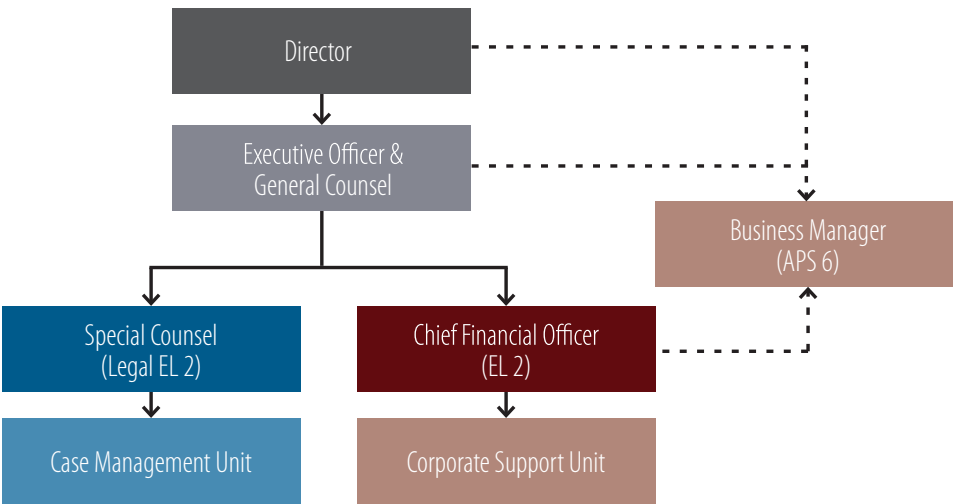 Director
Executive Officer &
General Counsel
Business Manager
(APS 6)
Special Counsel
(Legal EL 2)
Chief Financial Officer
(EL 2)
Case Management Unit
Corporate Support Unit